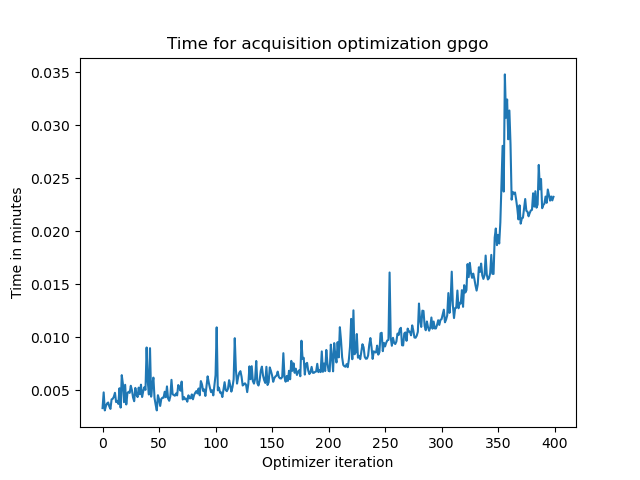 Time for acquisition optimization gpgo
0.035
0.030
0.025
0.020
0.015
0.010
0.005
Time in minutes
0 50 100 150 200 250 300 350 400
Optimizer iteration